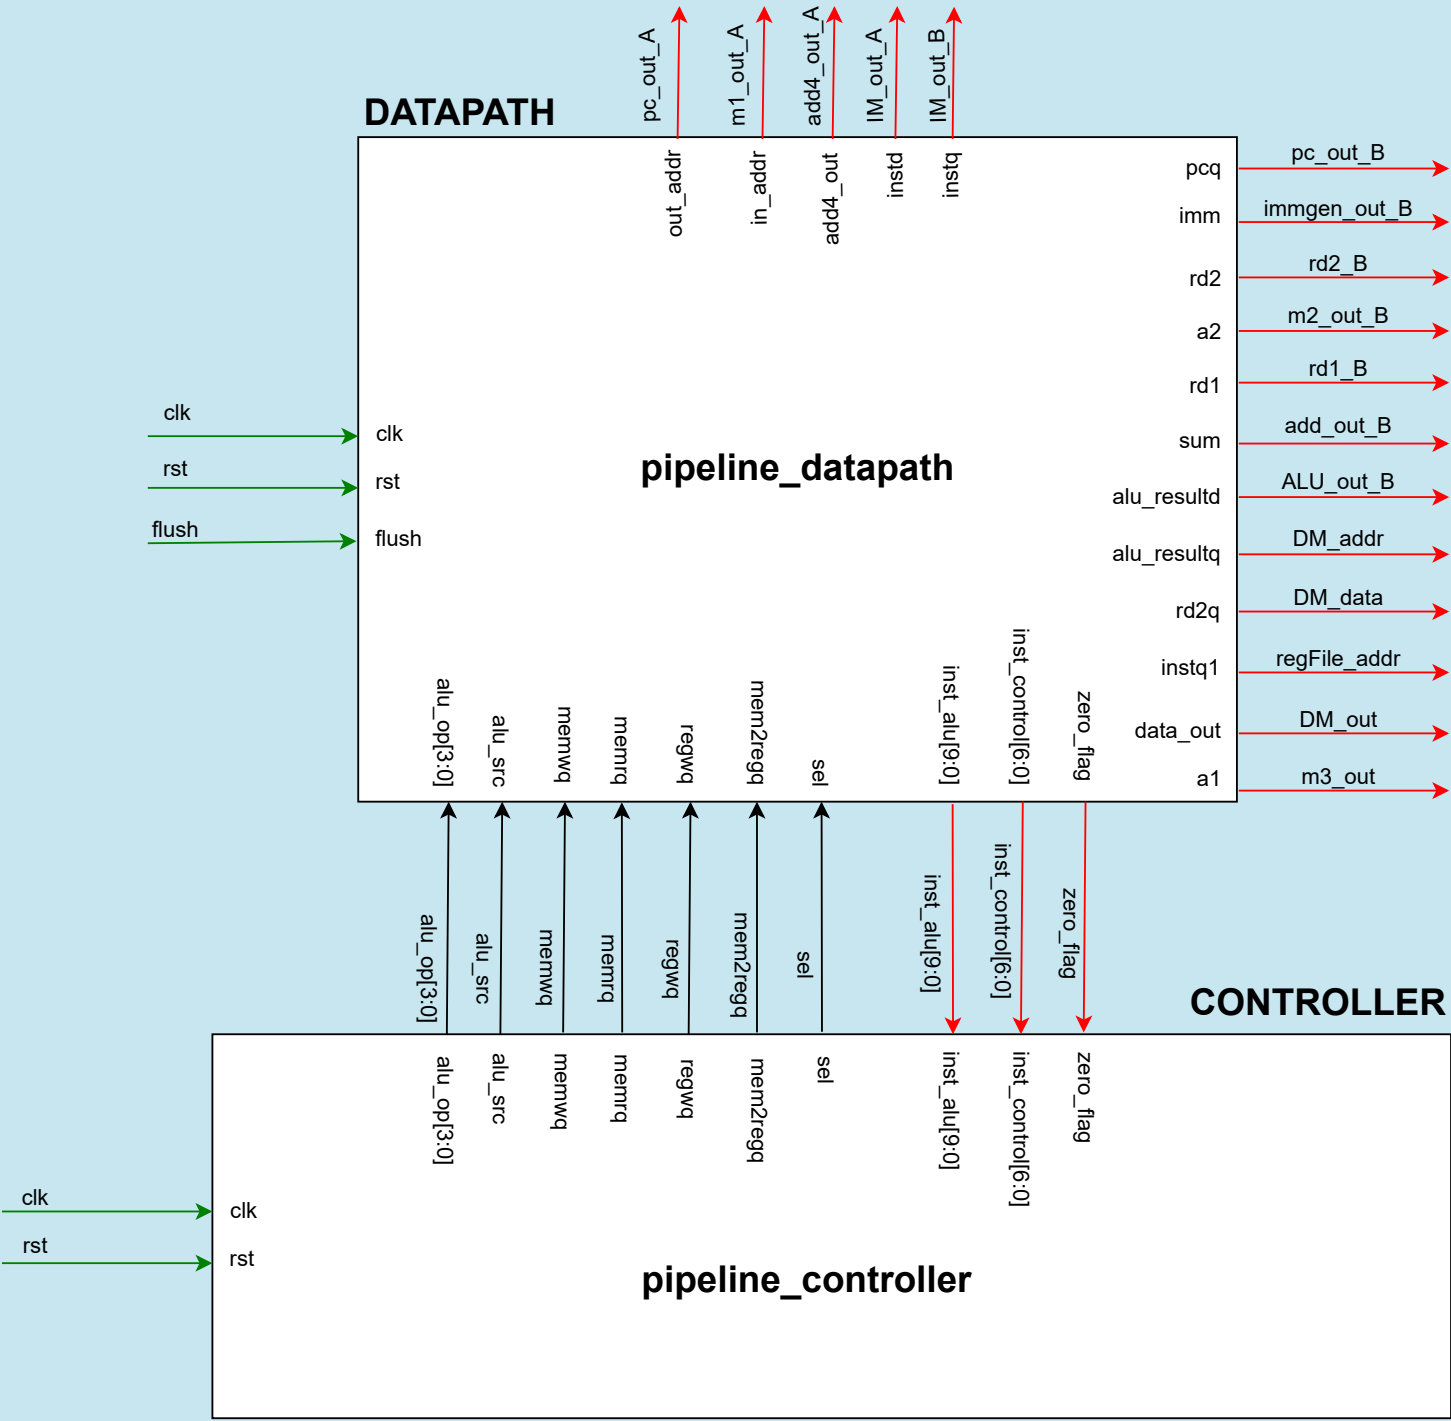 pc_out_A
m1_out_A
add4_out_A
IM_out_A
IM_out_B
DATAPATH
out_addr
in_addr
add4_out
instd
instq
pcq
pc_out_B
imm
immgen_out_B
rd2
rd2_B
a2
m2_out_B
rd1
rd1_B
sum
add_out_B
alu_resultd
ALU_out_B
alu_resultq
DM_addr
rd2q
DM_data
instq1
regFile_addr
data_out
DM_out
a1
m3_out
clk
clk
rst
rst
flush
flush
pipeline_datapath
alu_op[3:0]
alu_src
memwq
memrq
regwq
mem2regq
sel
inst_alu[9:0]
inst_control[6:0]
zero_flag
alu_op[3:0]
alu_src
memwq
memrq
regwq
mem2regq
sel
inst_alu[9:0]
inst_control[6:0]
zero_flag
CONTROLLER
alu_op[3:0]
alu_src
memwq
memrq
regwq
mem2regq
sel
inst_alu[9:0]
inst_control[6:0]
zero_flag
clk
clk
rst
rst
pipeline_controller